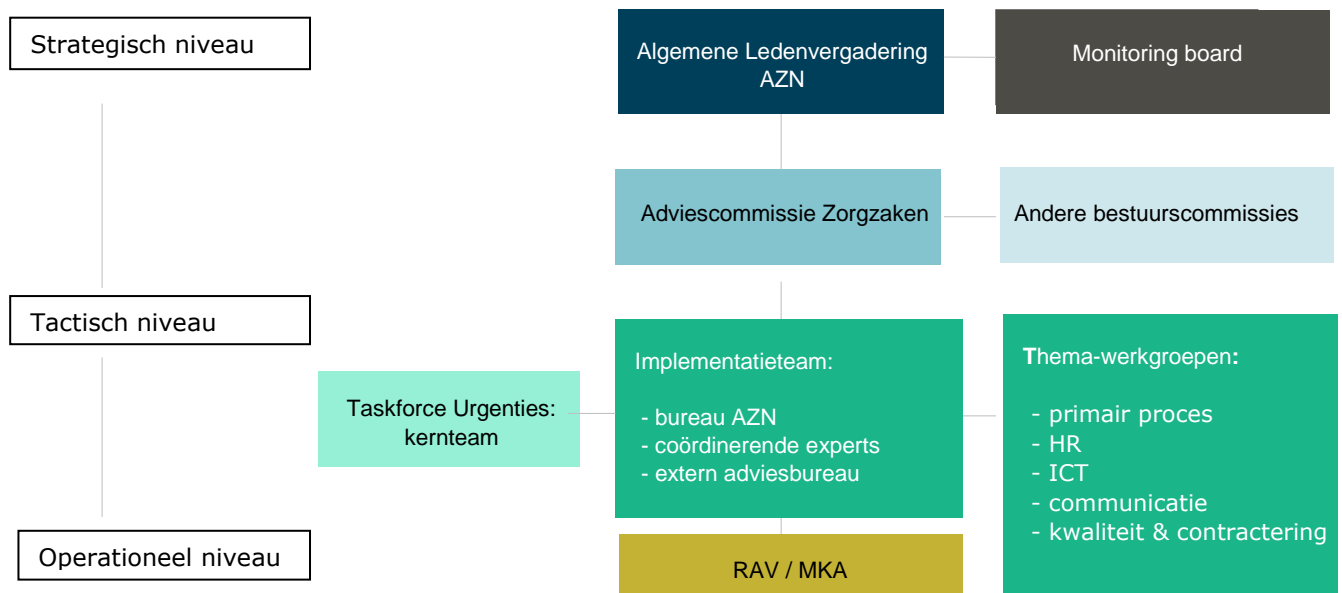 Strategisch niveau
Algemene Ledenvergadering
AZN
Monitoring board
Adviescommissie Zorgzaken
Andere bestuurscommissies
Tactisch niveau
Taskforce Urgenties:
kernteam
Implementatieteam:
- bureau AZN
- coördinerende experts
- extern adviesbureau
Thema-werkgroepen:
- primair proces
- HR
- ICT
- communicatie
- kwaliteit & contractering
Operationeel niveau
RAV / MKA